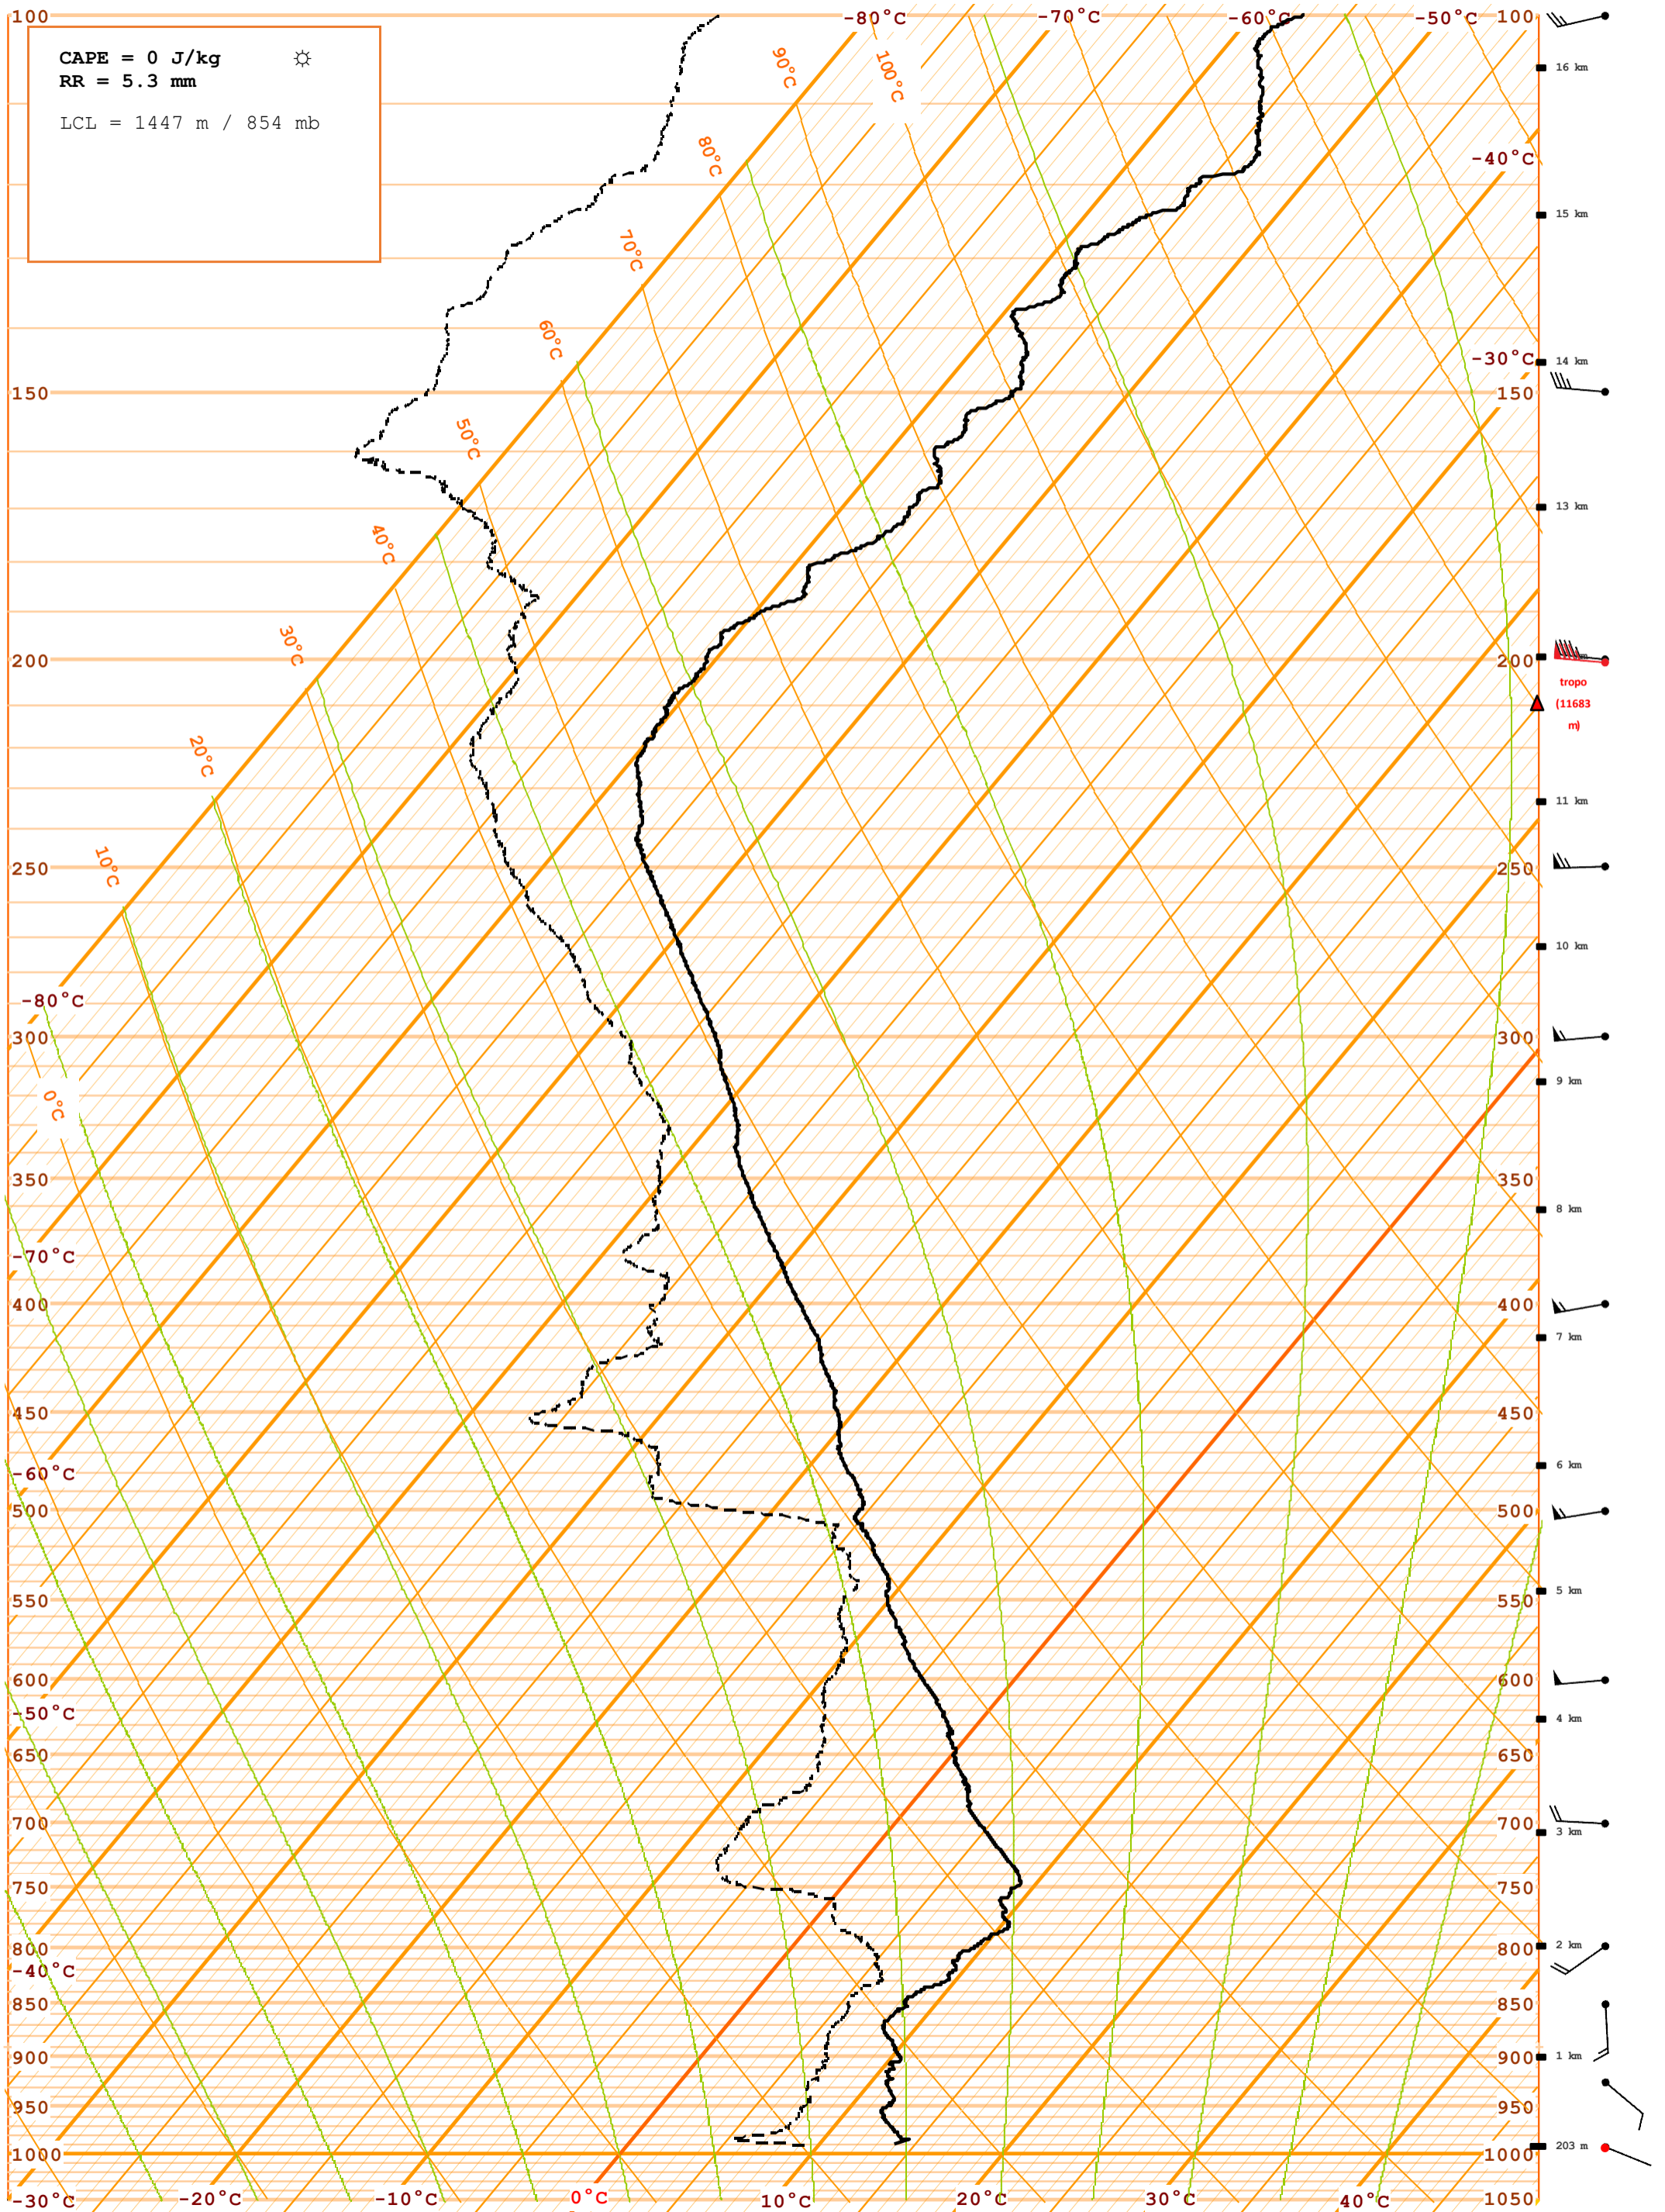 100
-80°C
-70°C
-60°C
-50°C
100
CAPE = 0 J/kg
RR = 5.3 mm
LCL = 1447 m / 854 mb
90°C
100°C
16 km
80°C
-40°C
15 km
70°C
60°C
-30°C
14 km
150
150
50°C
13 km
40°C
30°C
200
200
tropo
(11683
m)
20°C
11 km
10°C
250
250
10 km
-80°C
300
300
9 km
0°C
350
350
8 km
-70°C
400
400
7 km
450
450
6 km
-60°C
500
500
5 km
550
550
600
600
-50°C
4 km
650
650
700
700
3 km
750
750
800
800
2 km
-40°C
850
850
900
900
1 km
950
950
1000
1000
203 m
-30°C
-20°C
-10°C
0°C
10°C
20°C
30°C
40°C
1050